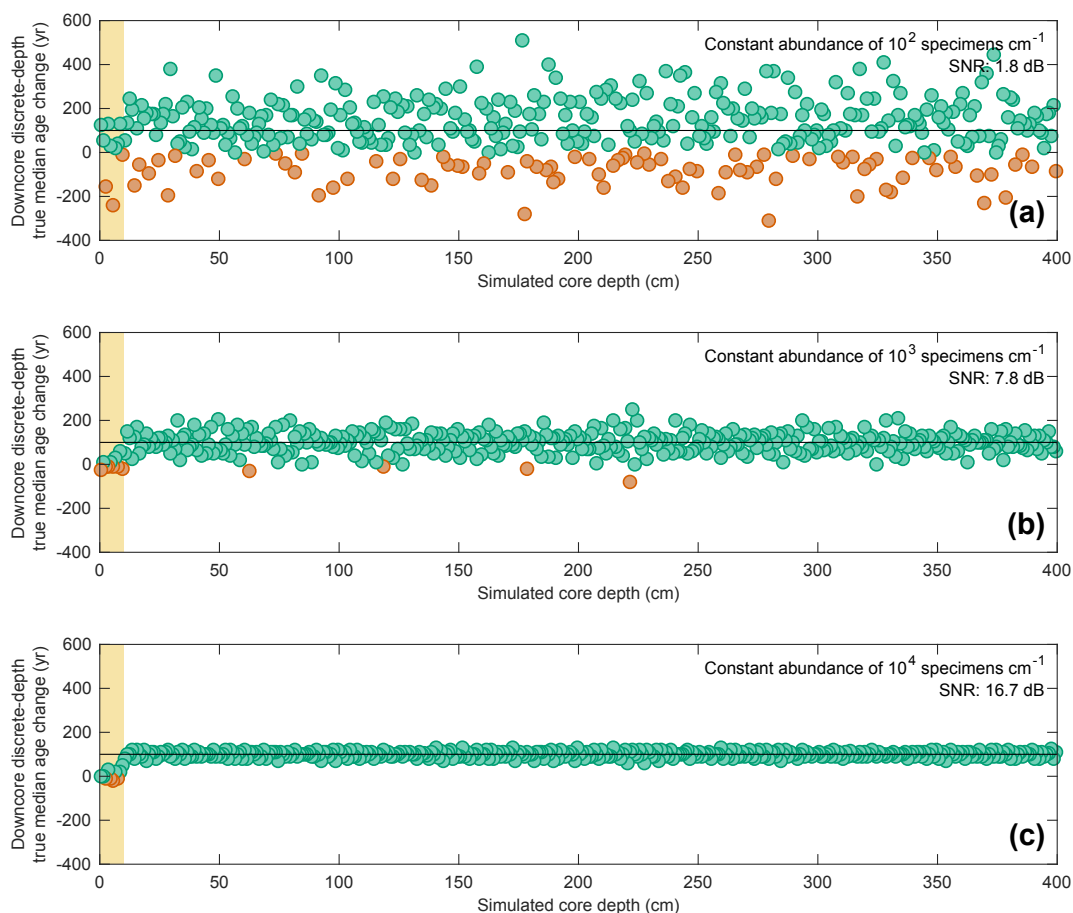 600
400
200
0
-200
-400
Downcore discrete-depth
true median age change (yr)
Constant abundance of 10² specimens cm⁻¹
SNR: 1.8 dB
(a)
0 50 100 150 200 250 300 350 400
Simulated core depth (cm)
600
400
200
0
-200
-400
Downcore discrete-depth
true median age change (yr)
Constant abundance of 10³ specimens cm⁻¹
SNR: 7.8 dB
(b)
0 50 100 150 200 250 300 350 400
Simulated core depth (cm)
600
400
200
0
-200
-400
Downcore discrete-depth
true median age change (yr)
Constant abundance of 10⁴ specimens cm⁻¹
SNR: 16.7 dB
(c)
0 50 100 150 200 250 300 350 400
Simulated core depth (cm)